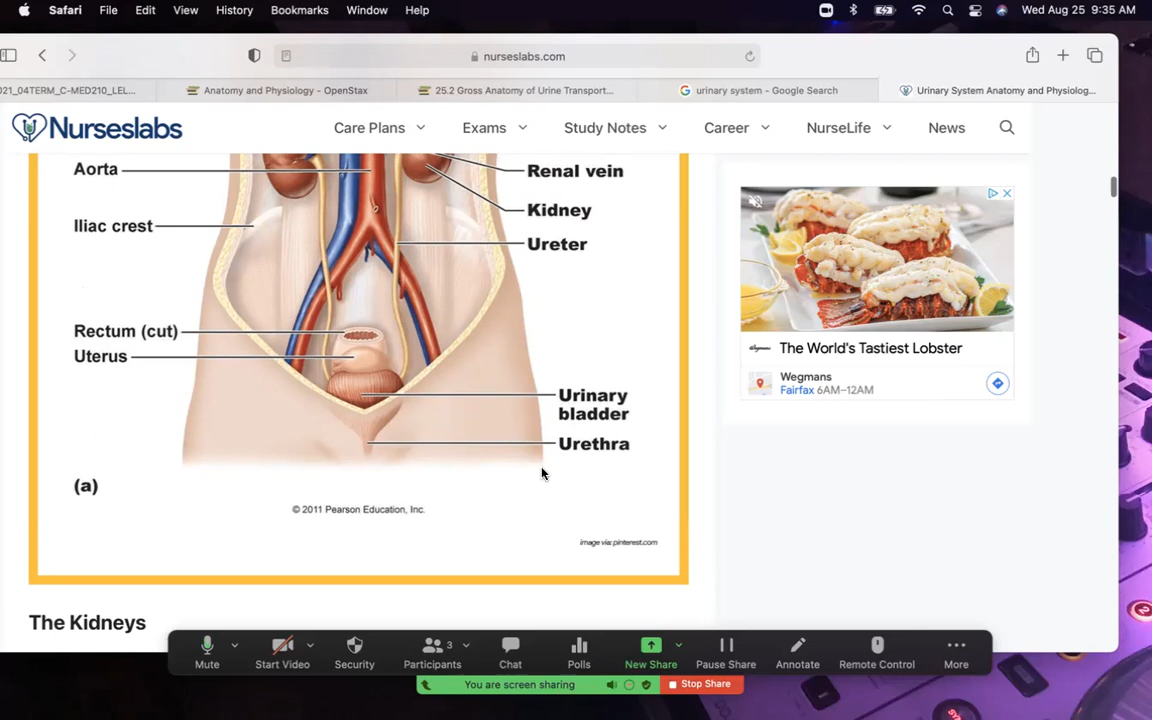 Safari File Edit View History Bookmarks Window Help Wed Aug 25 9:35 AM
nurseslabs.com
021_04TERM_C-MED210_LEL... Anatomy and Physiology - OpenStax 25.2 Gross Anatomy of Urine Transport... urinary system - Google Search Urinary System Anatomy and Physiolog...
Nurseslabs Care Plans Exams Study Notes Career NurseLife News
Aorta
Renal vein
Kidney
Iliac crest
Ureter
Rectum (cut)
Uterus
Urinary
bladder
Urethra
(a)
© 2011 Pearson Education, Inc.
image via: pinterest.com
The World's Tastiest Lobster
Wegmans
Fairfax 6AM–12AM
The Kidneys
Mute Start Video Security Participants 3 Chat Polls New Share Pause Share Annotate Remote Control More
You are screen sharing Stop Share